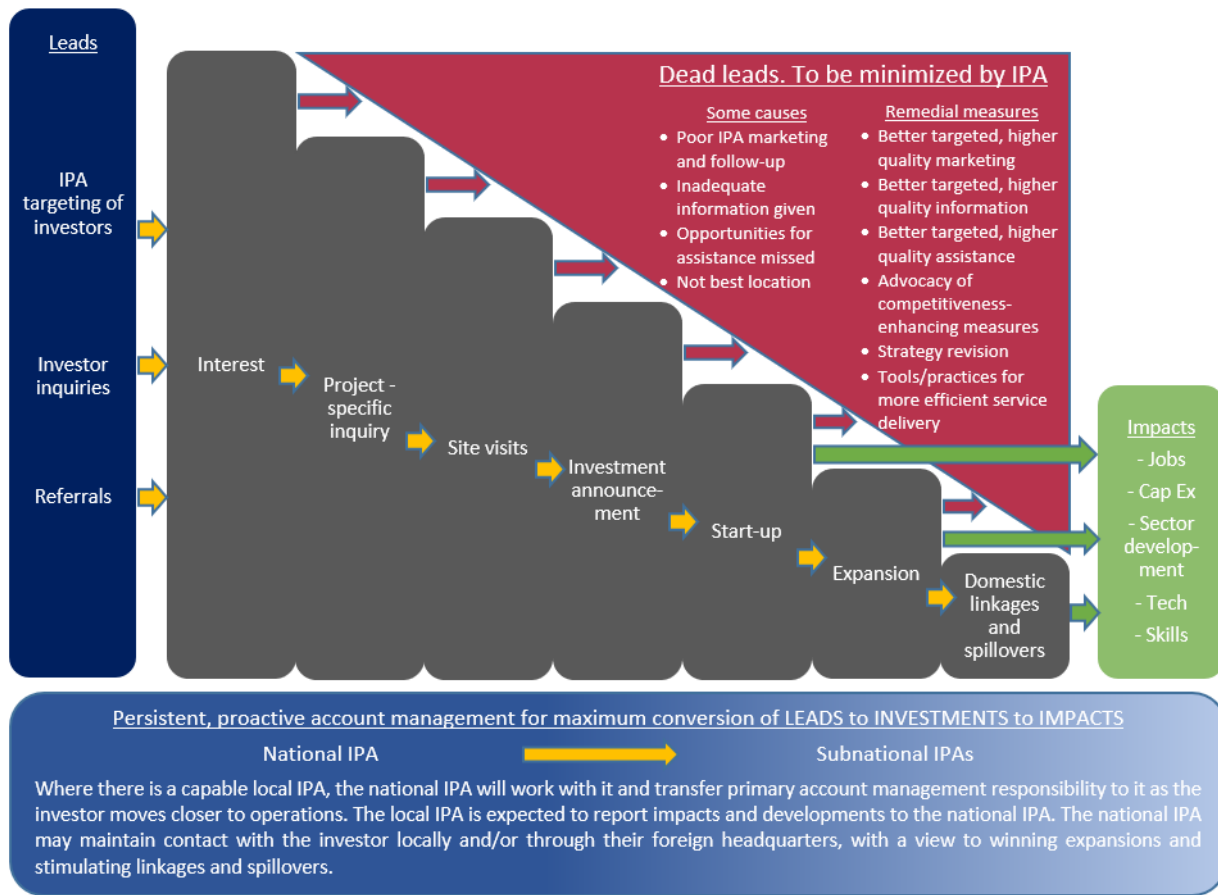 Leads
IPA
targeting of
investors
Investor
inquiries
Referrals
Interest
Project -
specific
inquiry
Site visits
Investment
announce-
ment
Start-up
Expansion
Domestic
linkages
and
spillovers
Dead leads. To be minimized by IPA
Some causes
• Poor IPA marketing
and follow-up
• Inadequate
information given
• Opportunities for
assistance missed
• Not best location
Remedial measures
• Better targeted, higher
quality marketing
• Better targeted, higher
quality information
• Better targeted, higher
quality assistance
• Advocacy of
competitiveness-
enhancing measures
• Strategy revision
• Tools/practices for
more efficient service
delivery
Impacts
- Jobs
- Cap Ex
- Sector
develop-
ment
- Tech
- Skills
Persistent, proactive account management for maximum conversion of LEADS to INVESTMENTS to IMPACTS
National IPA
Subnational IPAs
Where there is a capable local IPA, the national IPA will work with it and transfer primary account management responsibility to it as the
investor moves closer to operations. The local IPA is expected to report impacts and developments to the national IPA. The national IPA
may maintain contact with the investor locally and/or through their foreign headquarters, with a view to winning expansions and
stimulating linkages and spillovers.